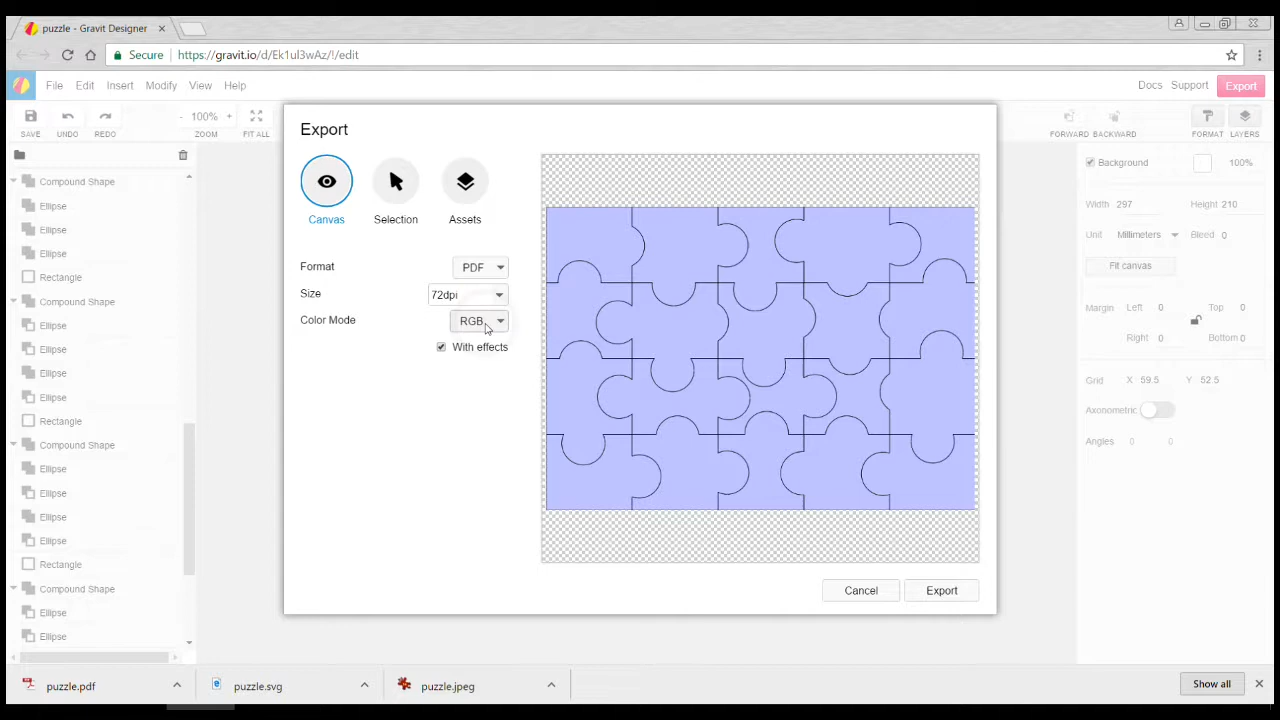 puzzle - Gravit Designer
Secure https://gravit.io/d/Ek1ul3wAz/!/edit
File Edit Insert Modify View Help Docs Support Export
- 100% +
SAVE UNDO REDO ZOOM FIT ALL FORWARD BACKWARD FORMAT LAYERS
Compound Shape
Ellipse
Ellipse
Ellipse
Rectangle
Compound Shape
Ellipse
Ellipse
Ellipse
Ellipse
Rectangle
Compound Shape
Ellipse
Ellipse
Ellipse
Ellipse
Rectangle
Compound Shape
Ellipse
Ellipse
Export
Canvas Selection Assets
Format PDF
Size 72dpi
Color Mode RGB
With effects
Cancel Export
Background 100%
Width 297 Height 210
Unit Millimeters Bleed 0
Fit canvas
Margin Left 0 Top 0
Right 0 Bottom 0
Grid X 59.5 Y 52.5
Axonometric
Angles 0 0
puzzle.pdf puzzle.svg puzzle.jpeg Show all